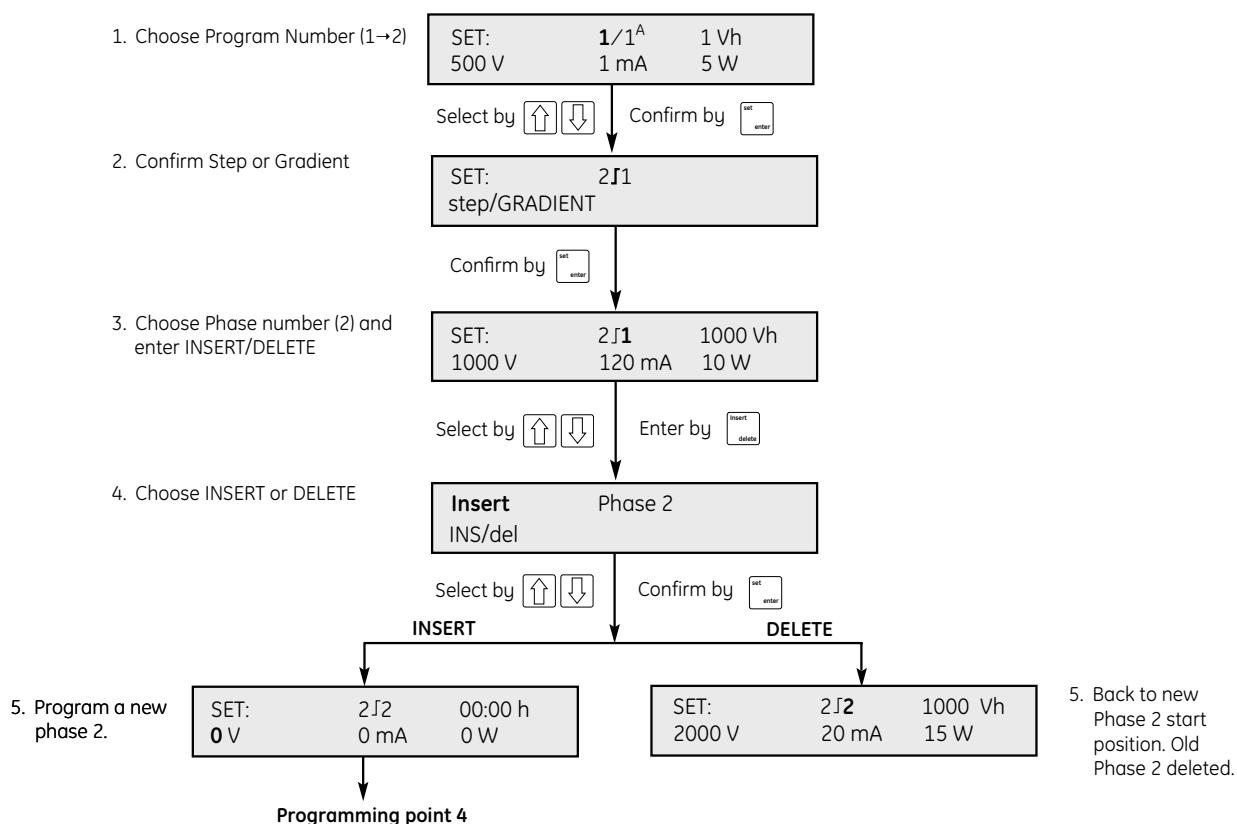 1. Choose Program Number (1→2)
SET: 1/1A 1 Vh
500 V 1 mA 5 W
Select by Confirm by set enter
2. Confirm Step or Gradient
SET: 2⌠1
step/GRADIENT
Confirm by set enter
3. Choose Phase number (2) and
enter INSERT/DELETE
SET: 2⌠1 1000 Vh
1000 V 120 mA 10 W
Select by Enter by insert delete
4. Choose INSERT or DELETE
Insert Phase 2
INS/del
Select by Confirm by set enter
INSERT DELETE
5. Program a new
phase 2.
SET: 2⌠2 00:00 h
0 V 0 mA 0 W
Programming point 4
SET: 2⌠2 1000 Vh
2000 V 20 mA 15 W
5. Back to new
Phase 2 start
position. Old
Phase 2 deleted.